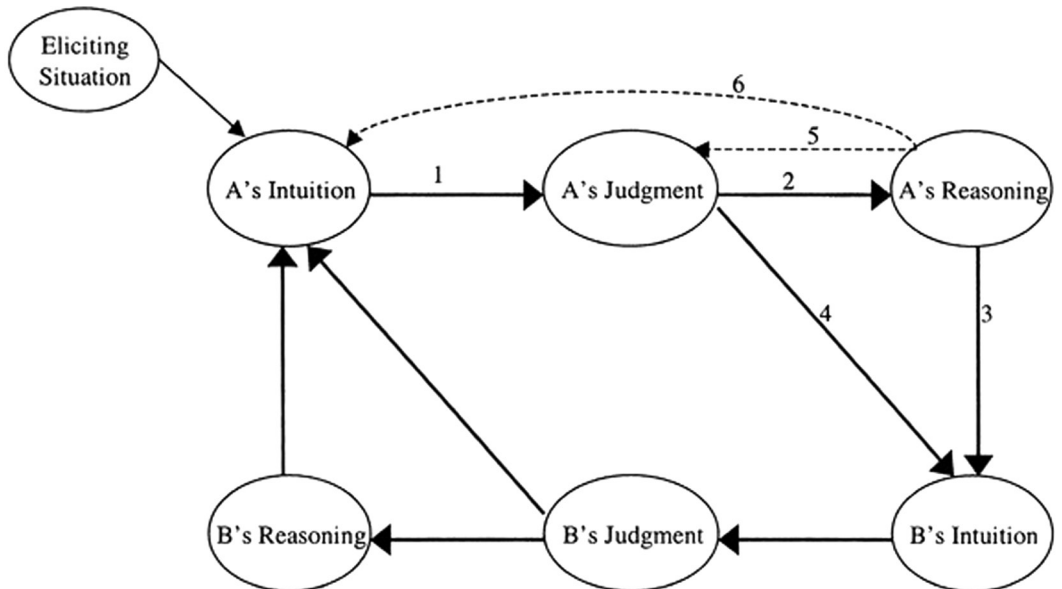 Eliciting
Situation
6
5
A's Intuition
1
A's Judgment
2
A's Reasoning
4
3
B's Reasoning
B's Judgment
B's Intuition